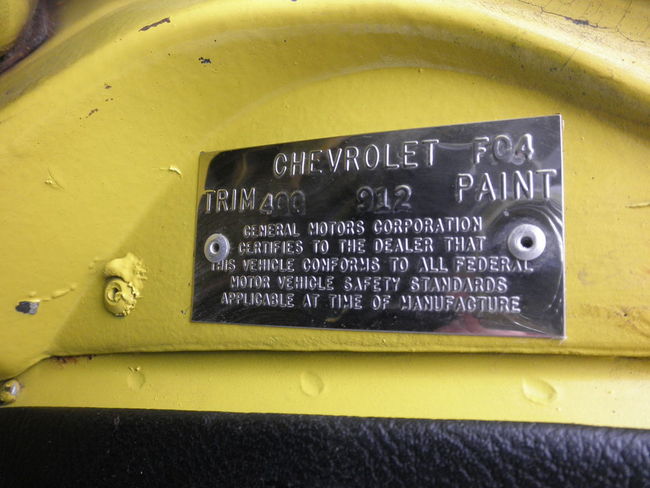 CHEVROLET F04
TRIM 400 912 PAINT
GENERAL MOTORS CORPORATION
CERTIFIES TO THE DEALER THAT
THIS VEHICLE CONFORMS TO ALL FEDERAL
MOTOR VEHICLE SAFETY STANDARDS
APPLICABLE AT TIME OF MANUFACTURE